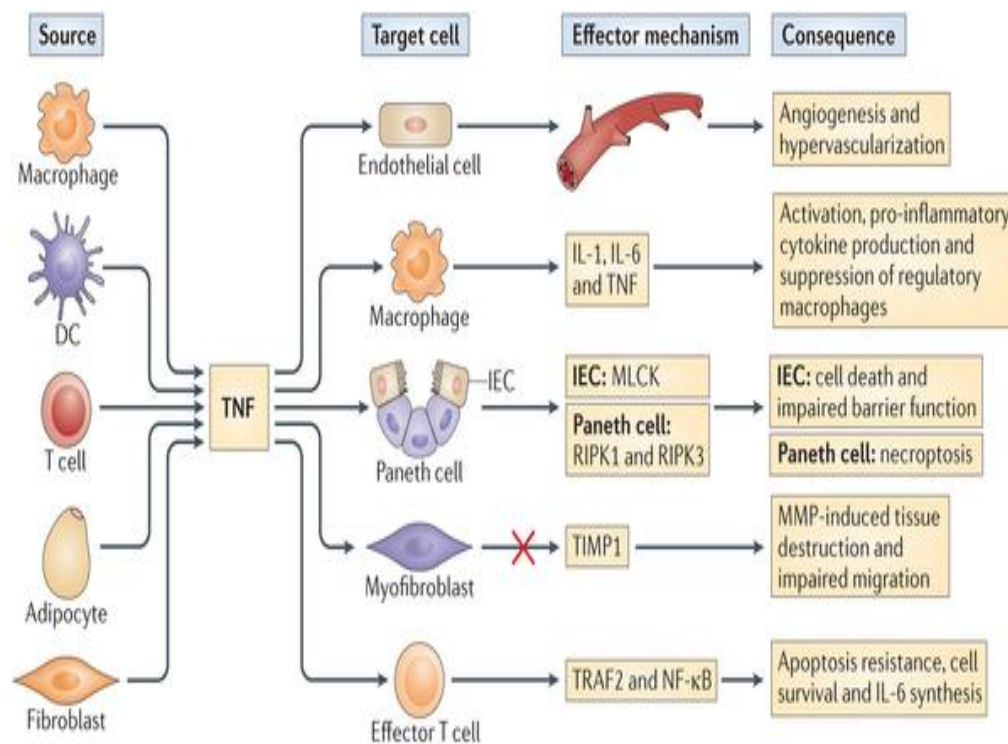 Source
Target cell
Effector mechanism
Consequence
Macrophage
DC
T cell
Adipocyte
Fibroblast
TNF
Endothelial cell
Angiogenesis and
hypervascularization
Macrophage
IL-1, IL-6
and TNF
Activation, pro-inflammatory
cytokine production and
suppression of regulatory
macrophages
IEC
Paneth cell
IEC: MLCK
Paneth cell:
RIPK1 and RIPK3
IEC: cell death and
impaired barrier function
Paneth cell: necroptosis
Myofibroblast
TIMP1
MMP-induced tissue
destruction and
impaired migration
Effector T cell
TRAF2 and NF-κB
Apoptosis resistance, cell
survival and IL-6 synthesis